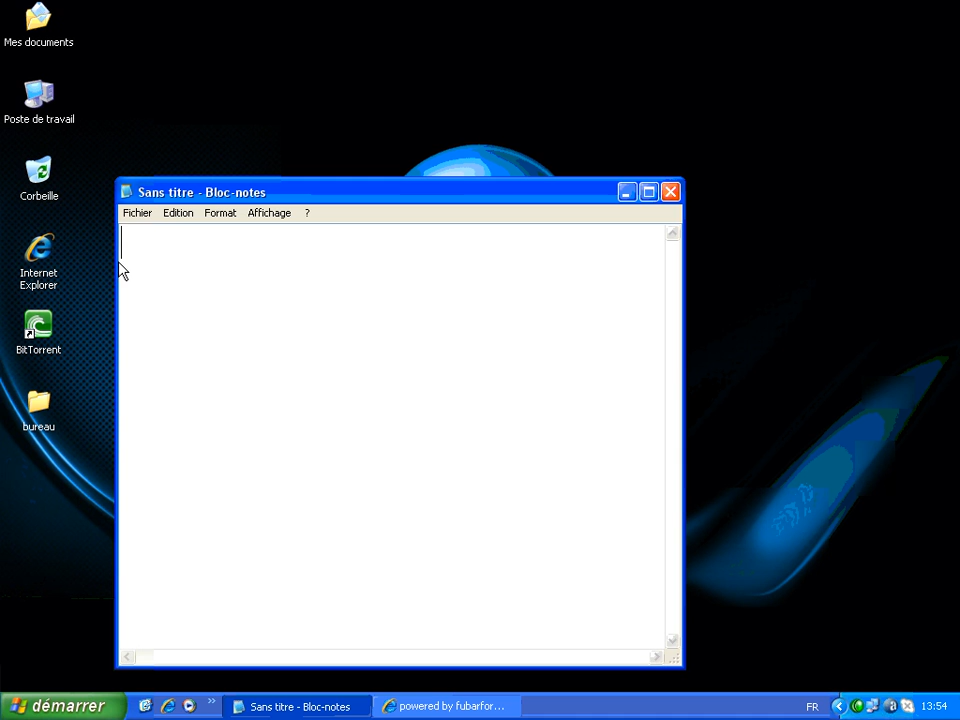 Mes documents
Poste de travail
Corbeille
Internet
Explorer
BitTorrent
bureau
Sans titre - Bloc-notes
Fichier Edition Format Affichage ?
démarrer
Sans titre - Bloc-notes
powered by fubarfor...
FR
13:54